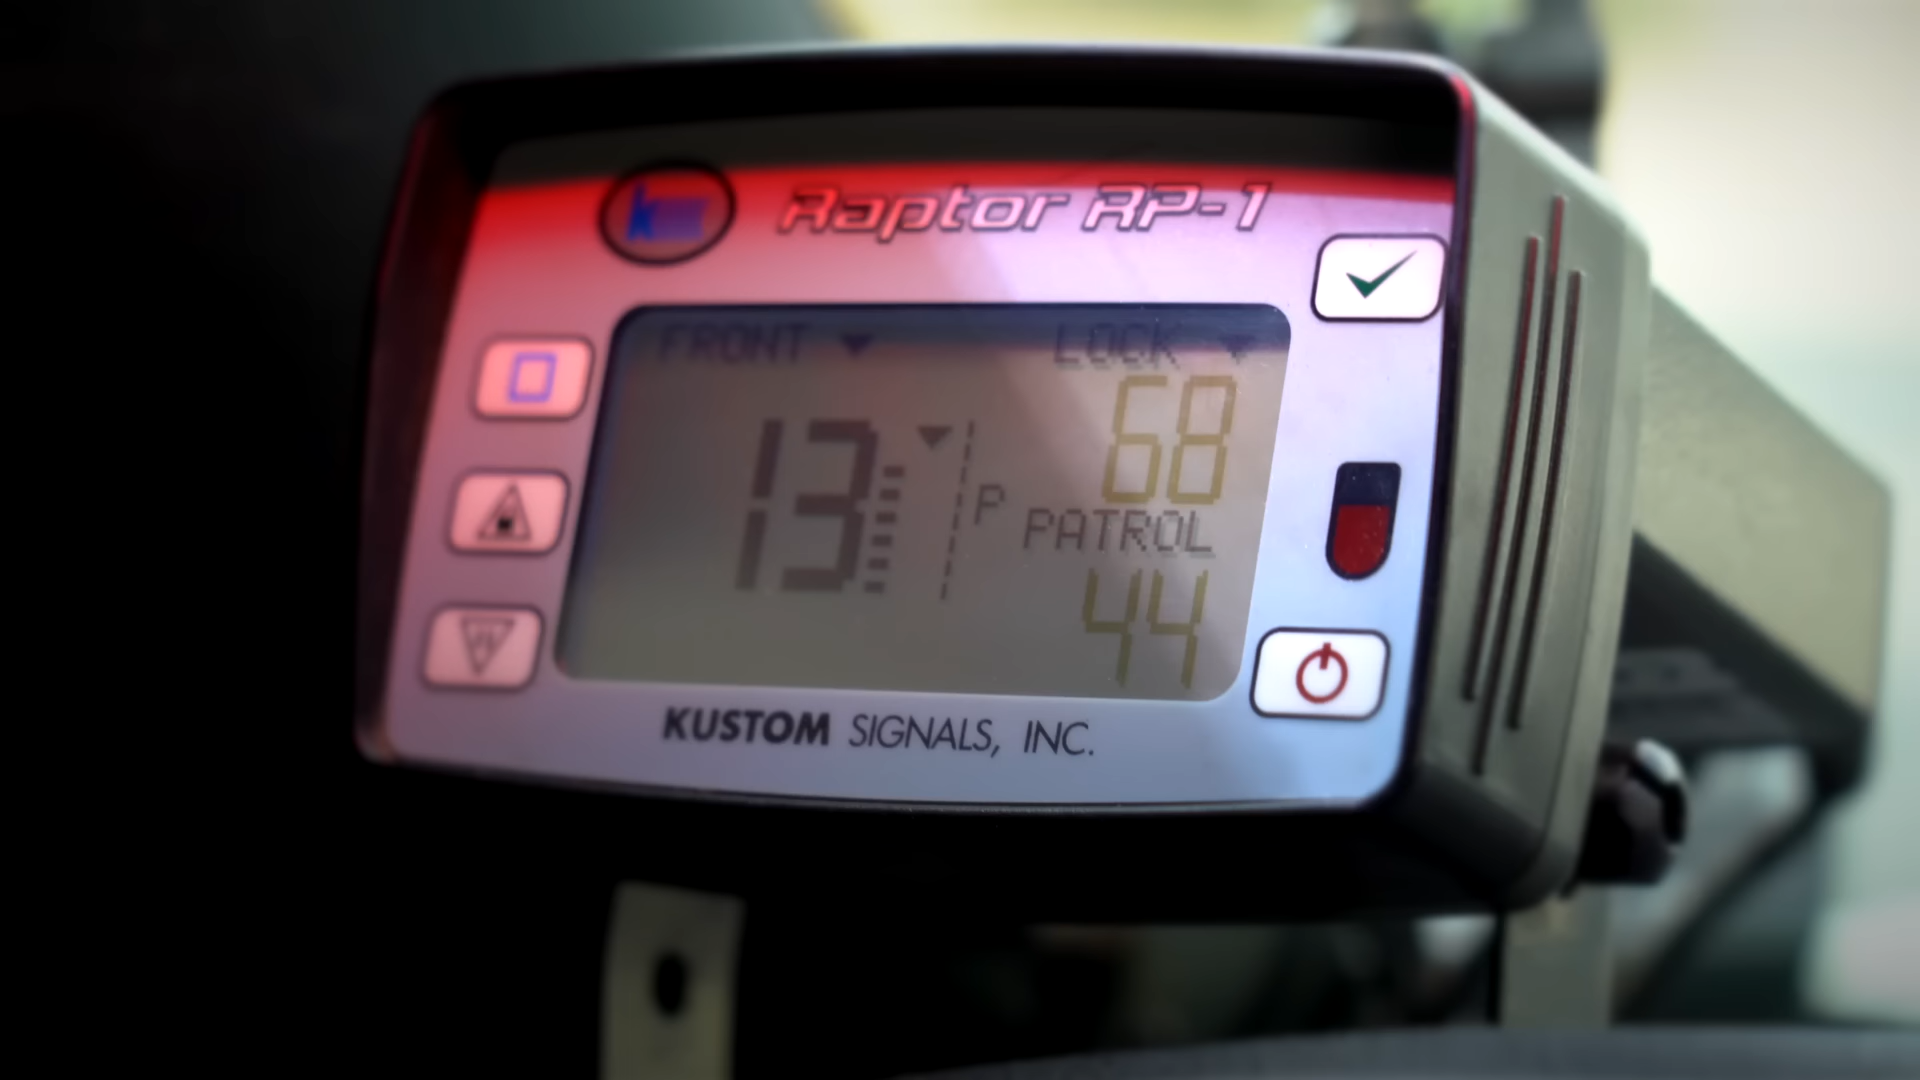 Raptor RP-1
FRONT LOCK
68
13
P PATROL
44
KUSTOM SIGNALS, INC.